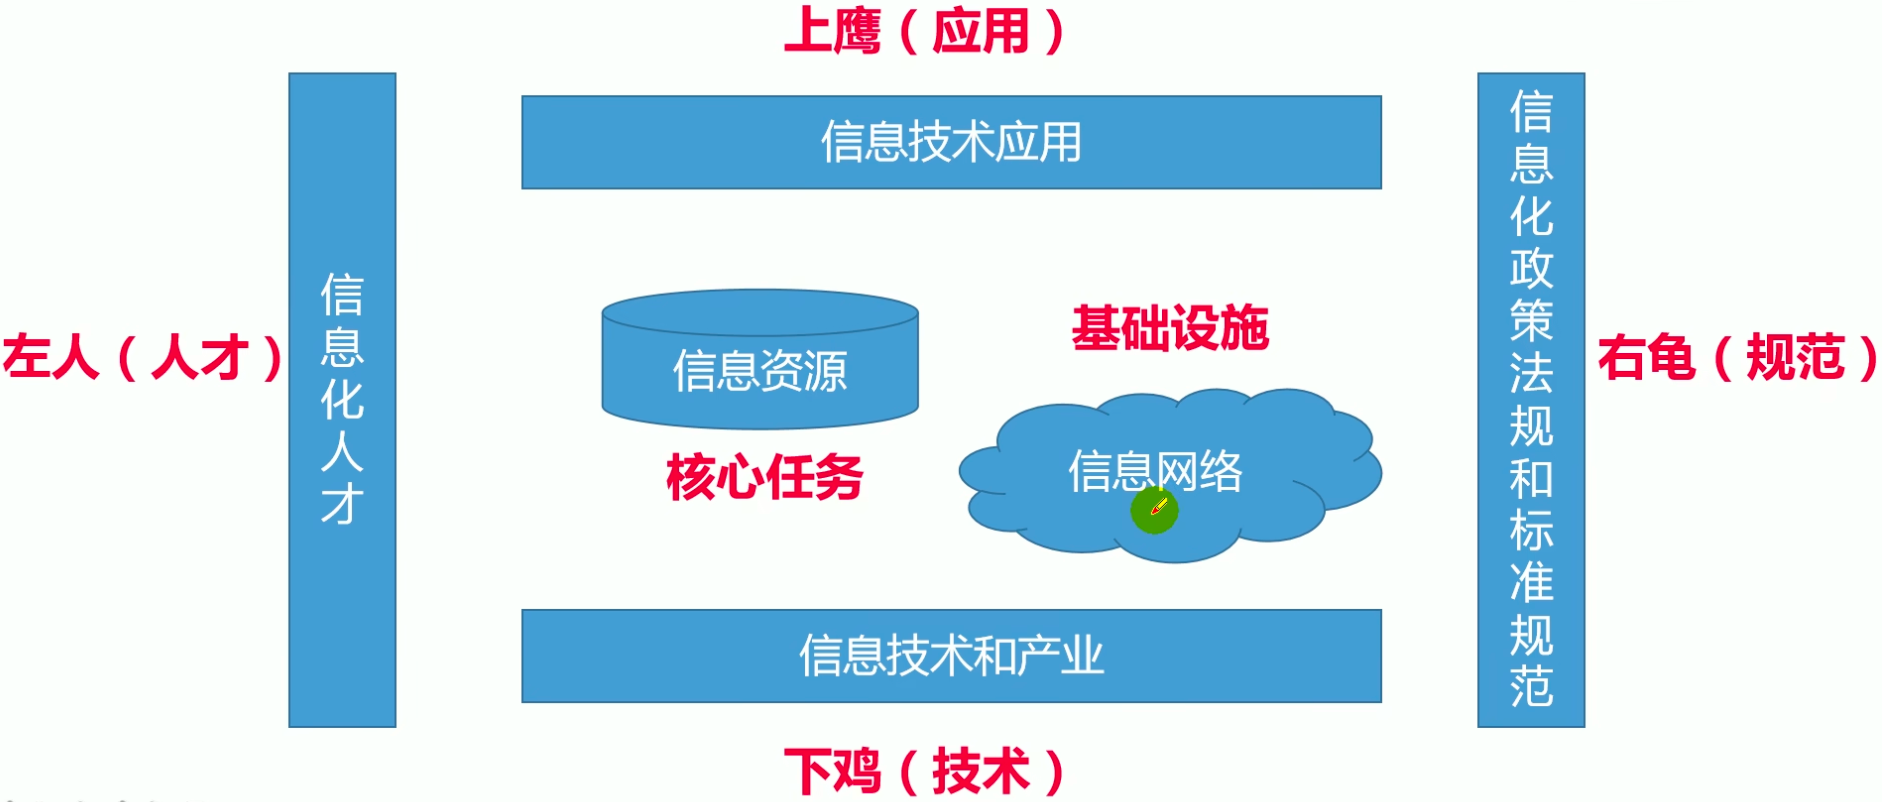 上鹰（应用）
信息技术应用
信息化人才
左人（人才）
信息资源
核心任务
基础设施
信息网络
信息化政策法规和标准规范
右龟（规范）
信息技术和产业
下鸡（技术）